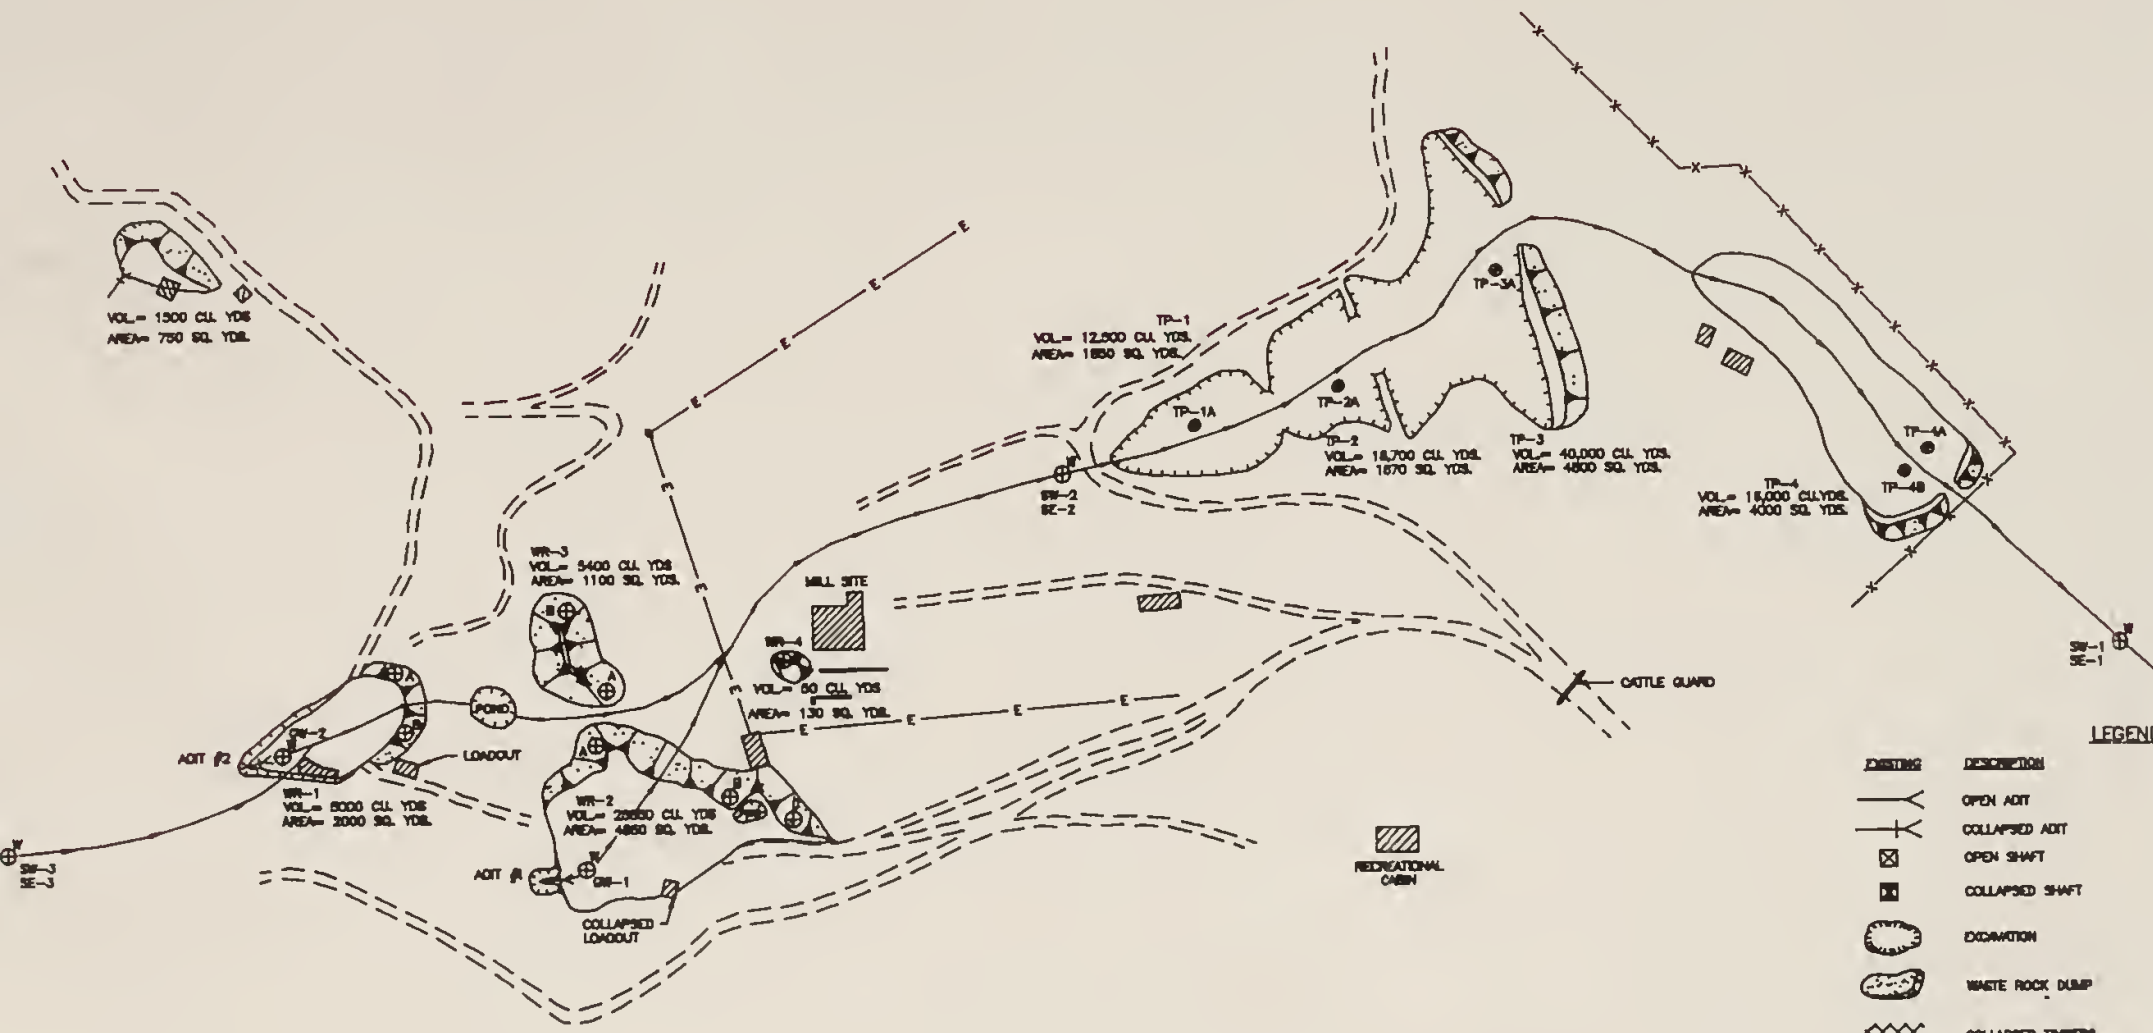 VOL.= 1500 CU. YDS
AREA= 750 SQ. YDS.
TP-1
VOL.= 12,500 CU. YDS.
AREA= 1850 SQ. YDS.
TP-1A
TP-2A
TP-3A
TP-2
VOL.= 18,700 CU. YDS.
AREA= 1870 SQ. YDS.
TP-3
VOL.= 40,000 CU. YDS.
AREA= 4800 SQ. YDS.
TP-4A
TP-4B
TP-4
VOL.= 15,000 CU.YDS.
AREA= 4000 SQ. YDS.
W
SW-2
SE-2
W
SW-1
SE-1
WR-3
VOL.= 5400 CU. YDS
AREA= 1100 SQ. YDS.
B
A
MILL SITE
WR-4
VOL.= 50 CU. YDS
AREA= 130 SQ. YDS.
CATTLE GUARD
POND
A
B
GW-2
W
ADIT #2
LOADOUT
WR-1
VOL.= 5000 CU. YDS
AREA= 2000 SQ. YDS.
W
SW-3
SE-3
A
B
WR-2
AREA= 4850 SQ. YDS.
W
GW-1
ADIT #1
COLLAPSED
LOADOUT
RECREATIONAL
CABIN
E E E E E E E E E E
X X X X X X X X X X X X X X X
LEGEND
EXISTING DESCRIPTION
OPEN ADIT
COLLAPSED ADIT
OPEN SHAFT
COLLAPSED SHAFT
EXCAVATION
WASTE ROCK DUMP
COLLAPSED TIMBERS